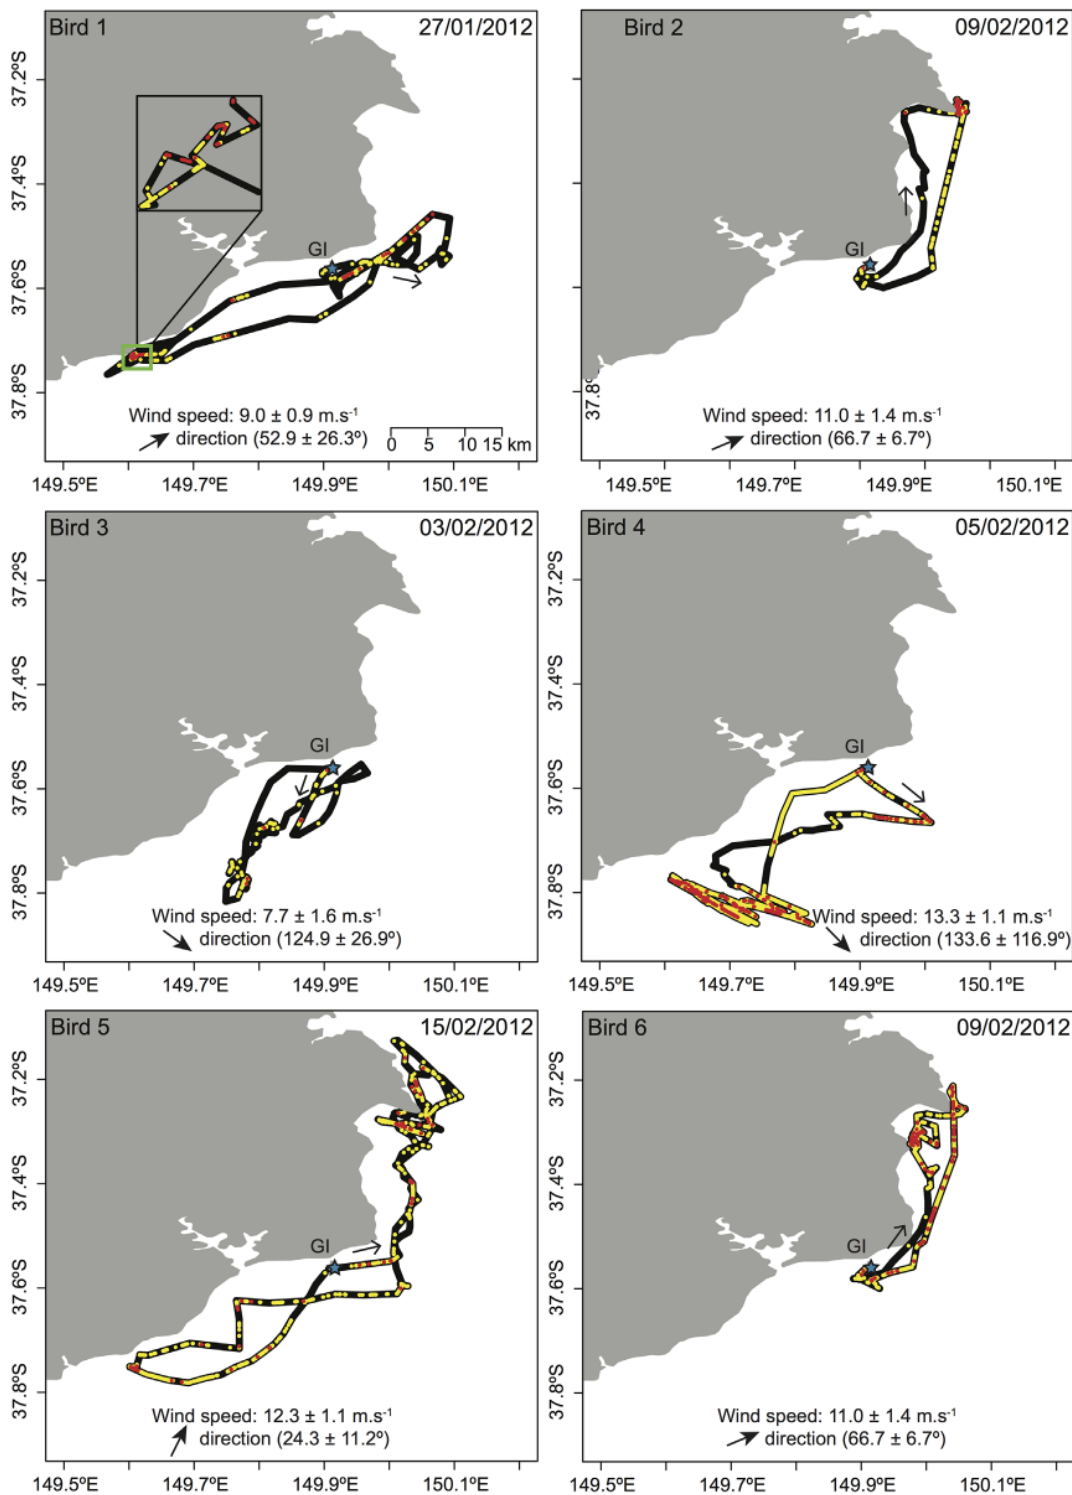 Bird 1 27/01/2012
37.2ºS
37.4ºS
37.6ºS
37.8ºS
GI
Wind speed: 9.0 ± 0.9 m.s-1
direction (52.9 ± 26.3º)
0 5 10 15 km
149.5ºE 149.7ºE 149.9ºE 150.1ºE
Bird 2 09/02/2012
37.8º
GI
Wind speed: 11.0 ± 1.4 m.s-1
direction (66.7 ± 6.7º)
149.5ºE 149.7ºE 149.9ºE 150.1ºE
Bird 3 03/02/2012
37.2ºS
37.4ºS
37.6ºS
37.8ºS
GI
Wind speed: 7.7 ± 1.6 m.s-1
direction (124.9 ± 26.9º)
149.5ºE 149.7ºE 149.9ºE 150.1ºE
Bird 4 05/02/2012
37.2ºS
37.4ºS
37.6ºS
37.8ºS
GI
Wind speed: 13.3 ± 1.1 m.s-1
direction (133.6 ± 116.9º)
149.5ºE 149.7ºE 149.9ºE 150.1ºE
Bird 5 15/02/2012
37.2ºS
37.4ºS
37.6ºS
37.8ºS
GI
Wind speed: 12.3 ± 1.1 m.s-1
direction (24.3 ± 11.2º)
149.5ºE 149.7ºE 149.9ºE 150.1ºE
Bird 6 09/02/2012
37.2ºS
37.4ºS
37.6ºS
37.8ºS
GI
Wind speed: 11.0 ± 1.4 m.s-1
direction (66.7 ± 6.7º)
149.5ºE 149.7ºE 149.9ºE 150.1ºE